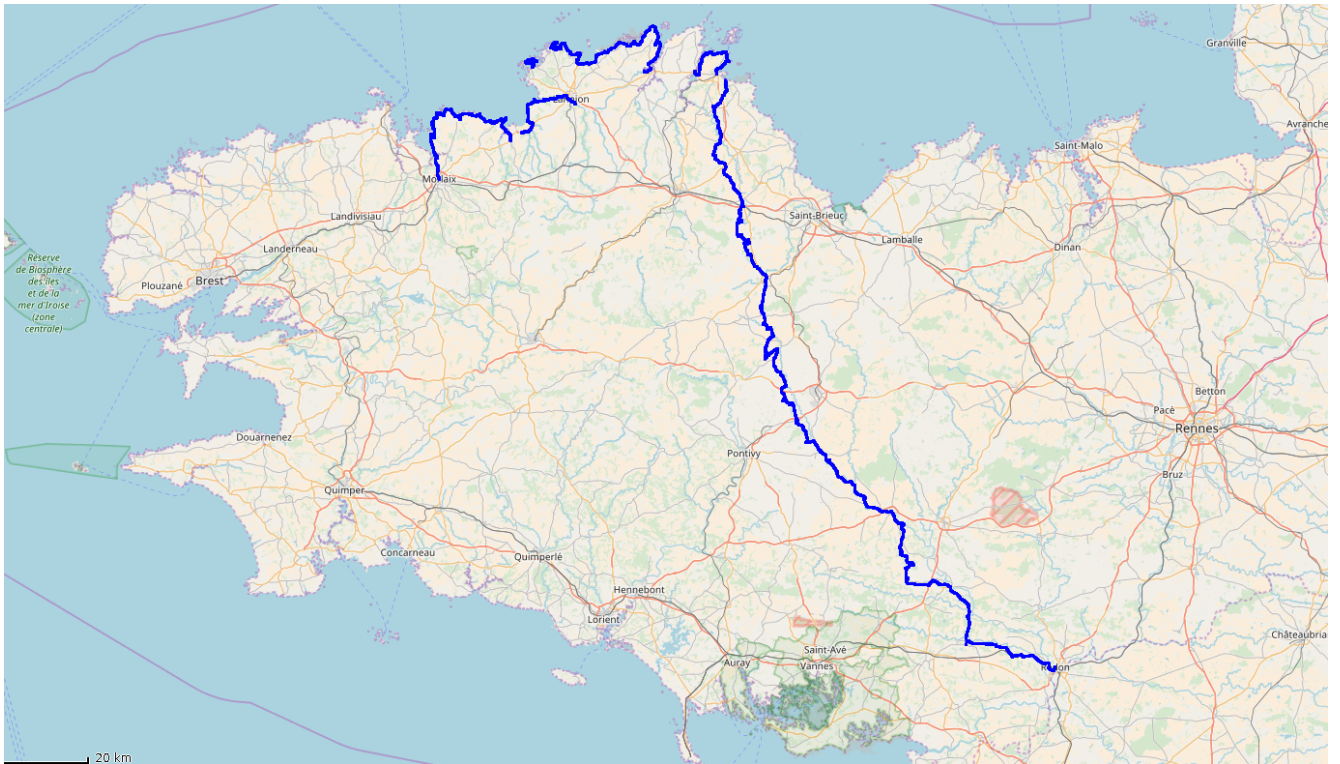 Granville
Avranche
Saint-Malo
Morlaix
Landivisiau
Saint-Brieuc
Lamballe
Dinan
Landerneau
Plouzané
Brest
Réserve
de Biosphère
des îles
et de la
mer d'Iroise
(zone
centrale)
Betton
Pacé
Rennes
Douarnenez
Pontivy
Bruz
Quimper
Concarneau
Quimperlé
Hennebont
Lorient
Châteaubria
Saint-Avé
Auray
Vannes
20 km